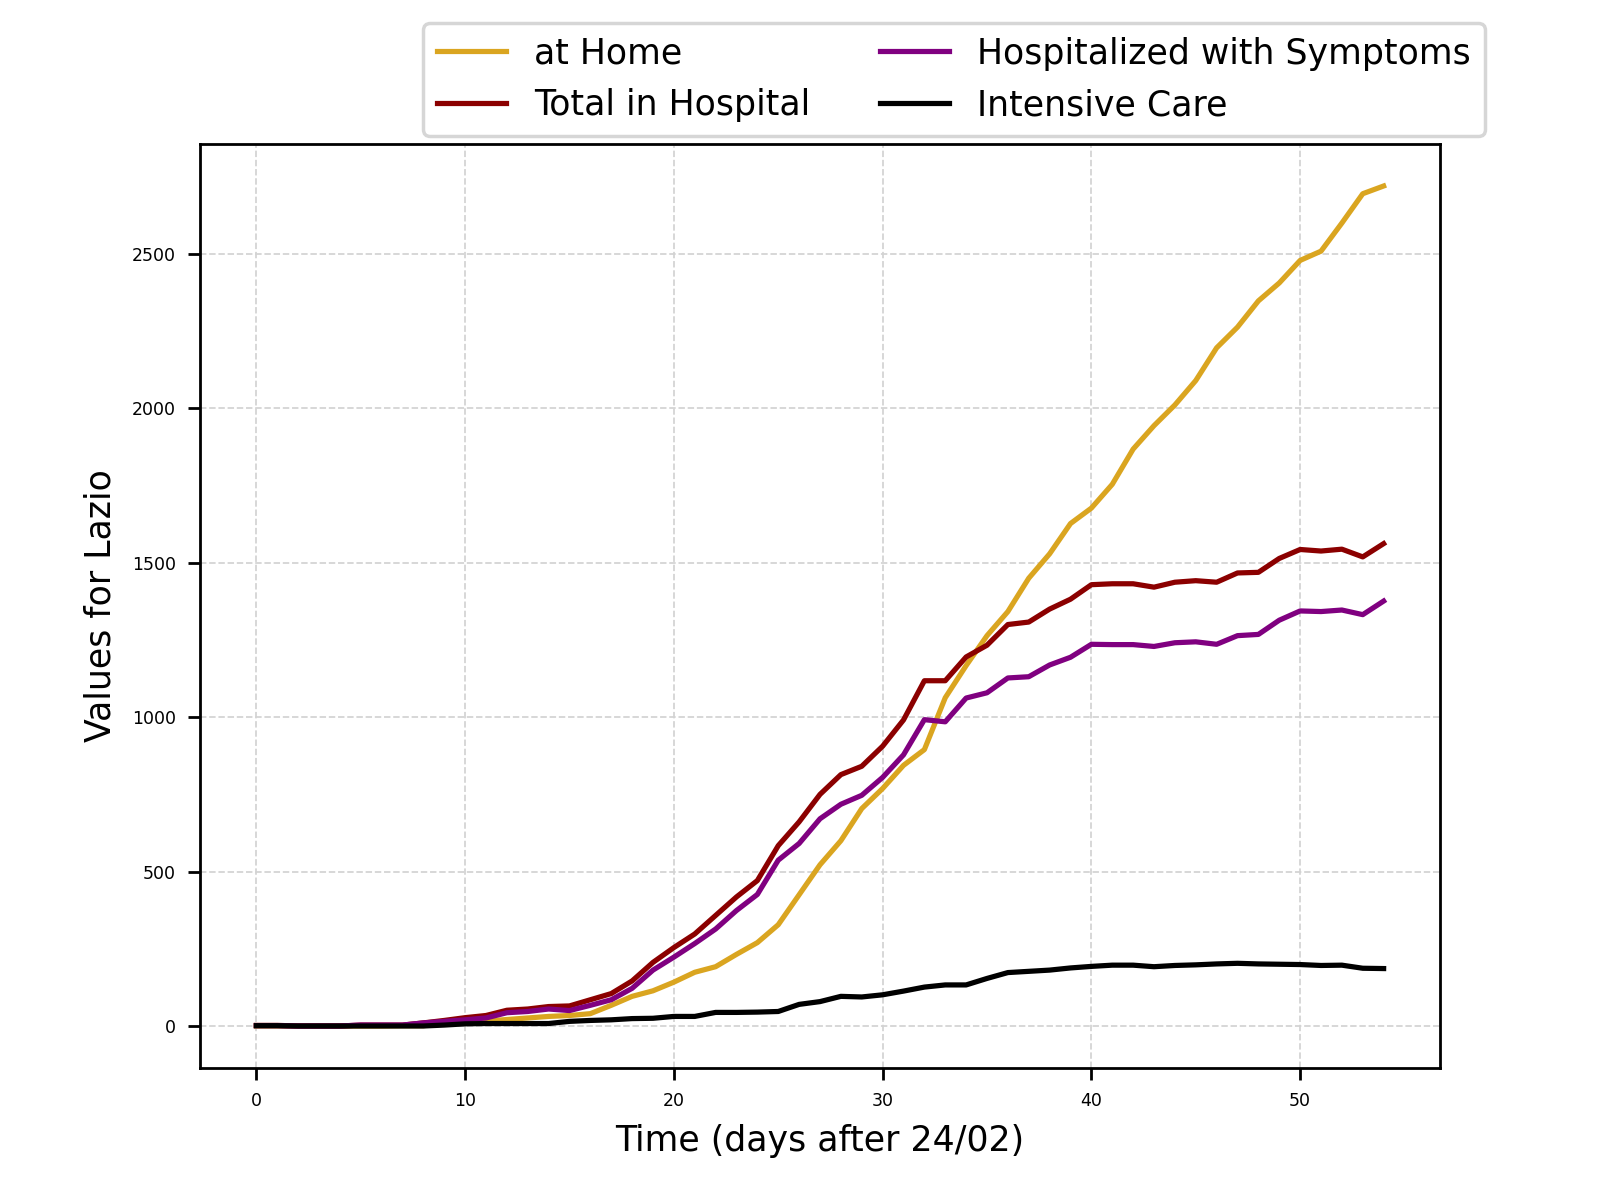 at Home
Hospitalized with Symptoms
Total in Hospital
Intensive Care
2500
2000
1500
1000
500
0
Values for Lazio
0 10 20 30 40 50
Time (days after 24/02)